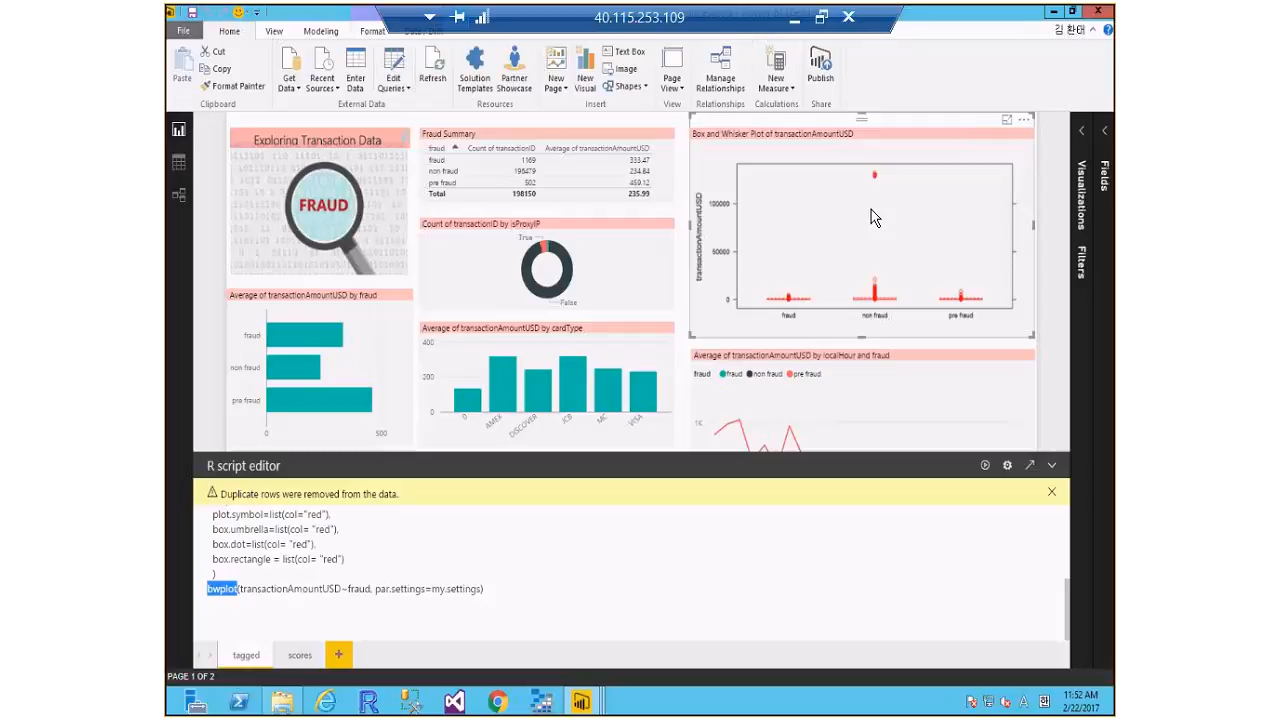 40.115.253.109
File Home View Modeling Format
김 환태
Cut
Copy
Format Painter
Paste
Get Data
Recent Sources
Enter Data
Edit Queries
Refresh
Solution Templates
Partner Showcase
New Page
New Visual
Text Box
Image
Shapes
Page View
Manage Relationships
New Measure
Publish
Clipboard External Data Resources Insert View Relationships Calculations Share
Exploring Transaction Data
FRAUD
Fraud Summary
fraud Count of transactionID Average of transactionAmountUSD
fraud 1169 333.47
non fraud 196479 234.84
pre fraud 502 459.12
Total 198150 235.99
Count of transactionID by isProxyIP
True
False
Box and Whisker Plot of transactionAmountUSD
transactionAmountUSD
100000
50000
0
fraud non fraud pre fraud
Average of transactionAmountUSD by fraud
fraud
non fraud
pre fraud
0 500
Average of transactionAmountUSD by cardType
400
200
0
0 AMEX DISCOVER JCB MC VISA
Average of transactionAmountUSD by localHour and fraud
fraud fraud non fraud pre fraud
1K
Visualizations
Filters
Fields
R script editor
Duplicate rows were removed from the data.
plot.symbol=list(col="red"),
box.umbrella=list(col= "red"),
box.dot=list(col= "red"),
box.rectangle = list(col= "red")
)
bwplot(transactionAmountUSD~fraud, par.settings=my.settings)
tagged scores +
PAGE 1 OF 2
A 한
11:52 AM
2/22/2017